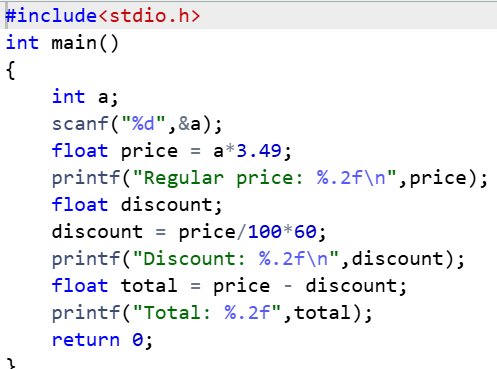 #include<stdio.h>
int main()
{
    int a;
    scanf("%d",&a);
    float price = a*3.49;
    printf("Regular price: %.2f\n",price);
    float discount;
    discount = price/100*60;
    printf("Discount: %.2f\n",discount);
    float total = price - discount;
    printf("Total: %.2f",total);
    return 0;
}